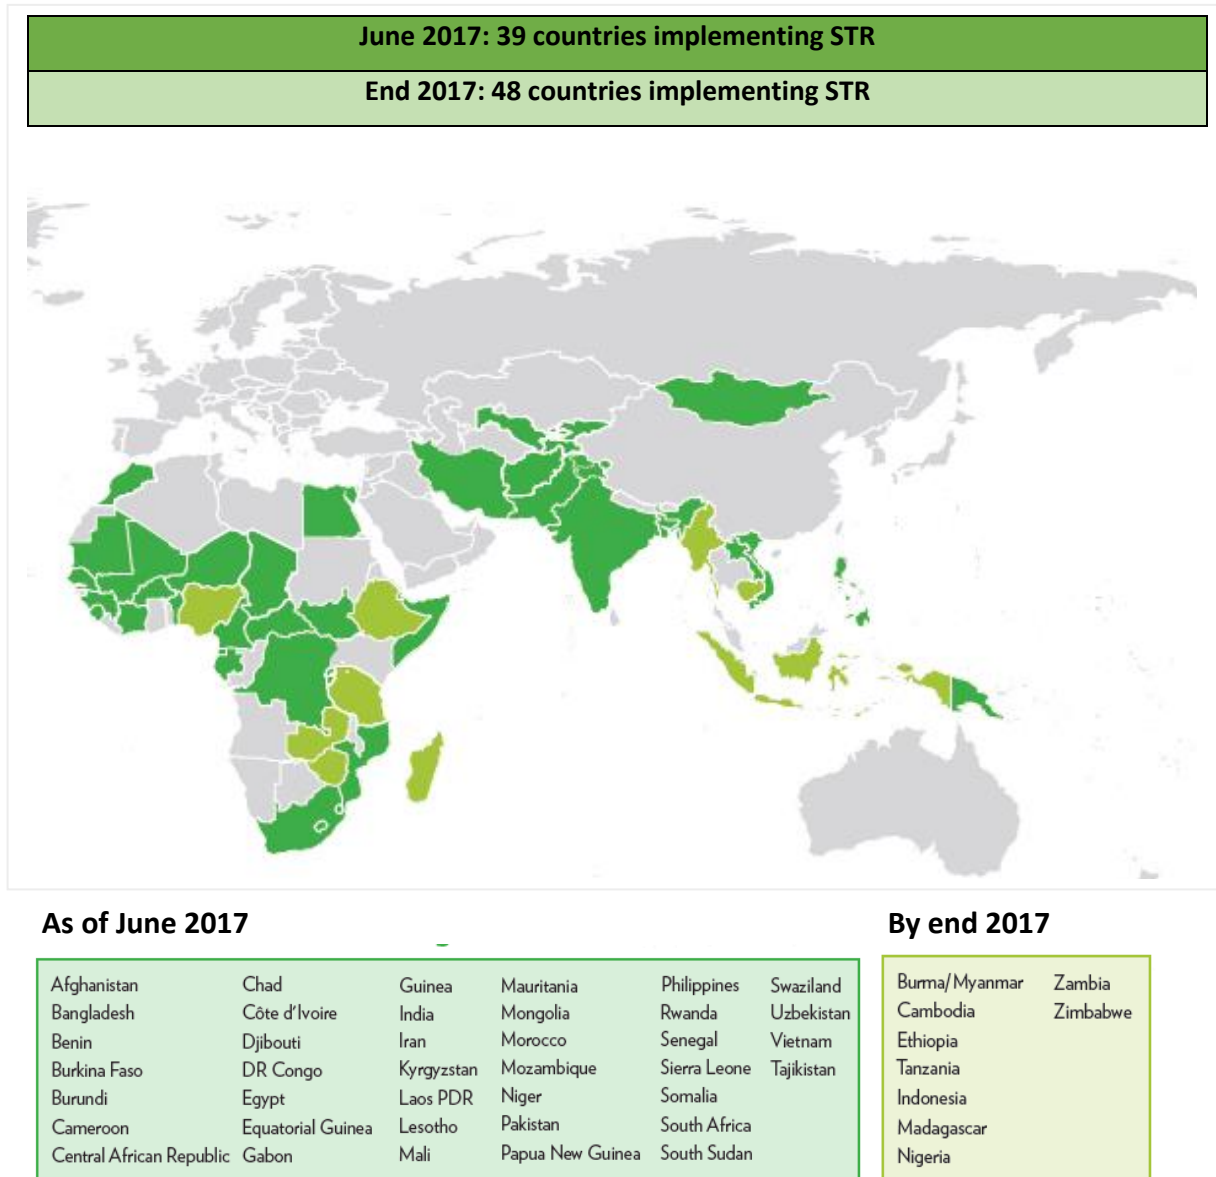 June 2017: 39 countries implementing STR
End 2017: 48 countries implementing STR
As of June 2017
Afghanistan
Bangladesh
Benin
Burkina Faso
Burundi
Cameroon
Central African Republic
Chad
Côte d'Ivoire
Djibouti
DR Congo
Egypt
Equatorial Guinea
Gabon
Guinea
India
Iran
Kyrgyzstan
Laos PDR
Lesotho
Mali
Mauritania
Mongolia
Morocco
Mozambique
Niger
Pakistan
Papua New Guinea
Philippines
Rwanda
Senegal
Sierra Leone
Somalia
South Africa
South Sudan
Swaziland
Uzbekistan
Vietnam
Tajikistan
By end 2017
Burma/Myanmar
Cambodia
Ethiopia
Tanzania
Indonesia
Madagascar
Nigeria
Zambia
Zimbabwe